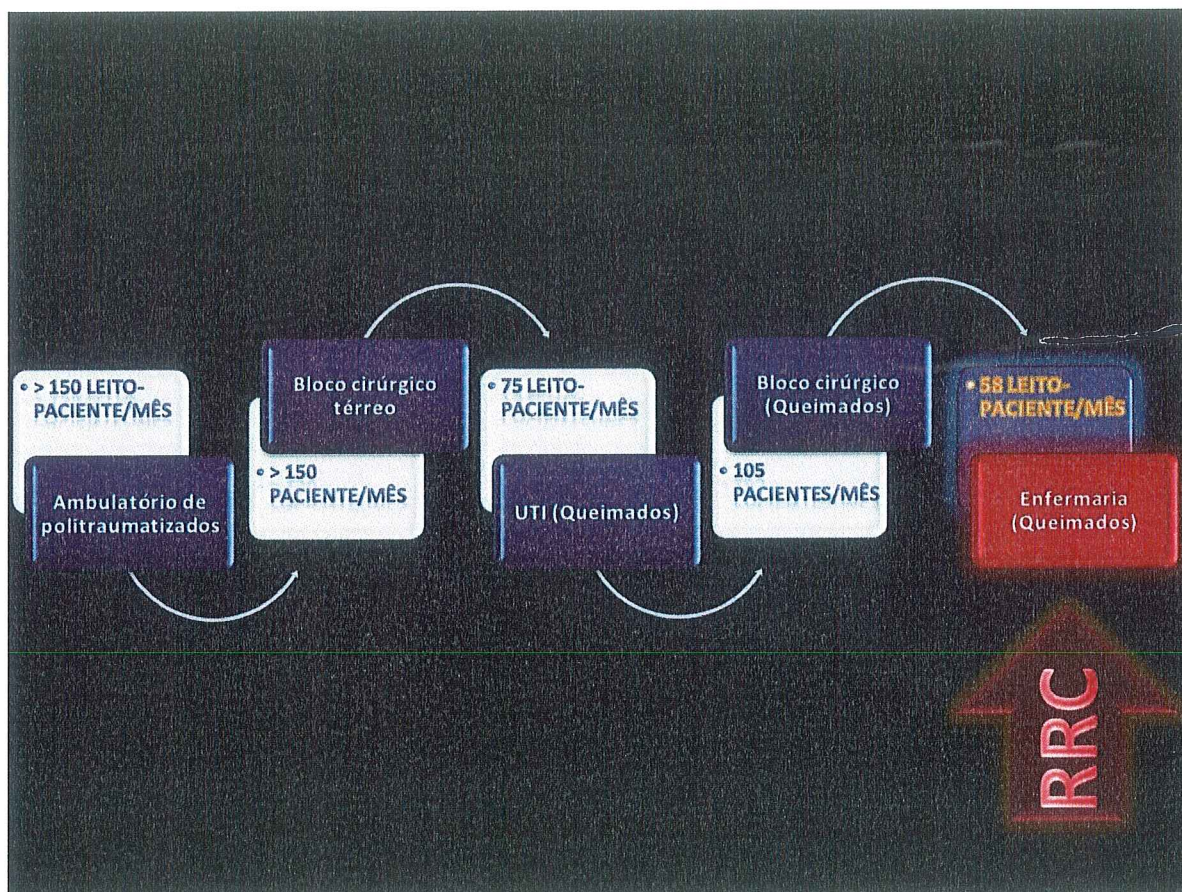 • > 150 LEITO-
PACIENTE/MÊS
Ambulatório de
politraumatizados
Bloco cirúrgico
térreo
• > 150
PACIENTE/MÊS
• 75 LEITO-
PACIENTE/MÊS
UTI (Queimados)
Bloco cirúrgico
(Queimados)
• 105
PACIENTES/MÊS
• 58 LEITO-
PACIENTE/MÊS
Enfermaria
(Queimados)
RRC